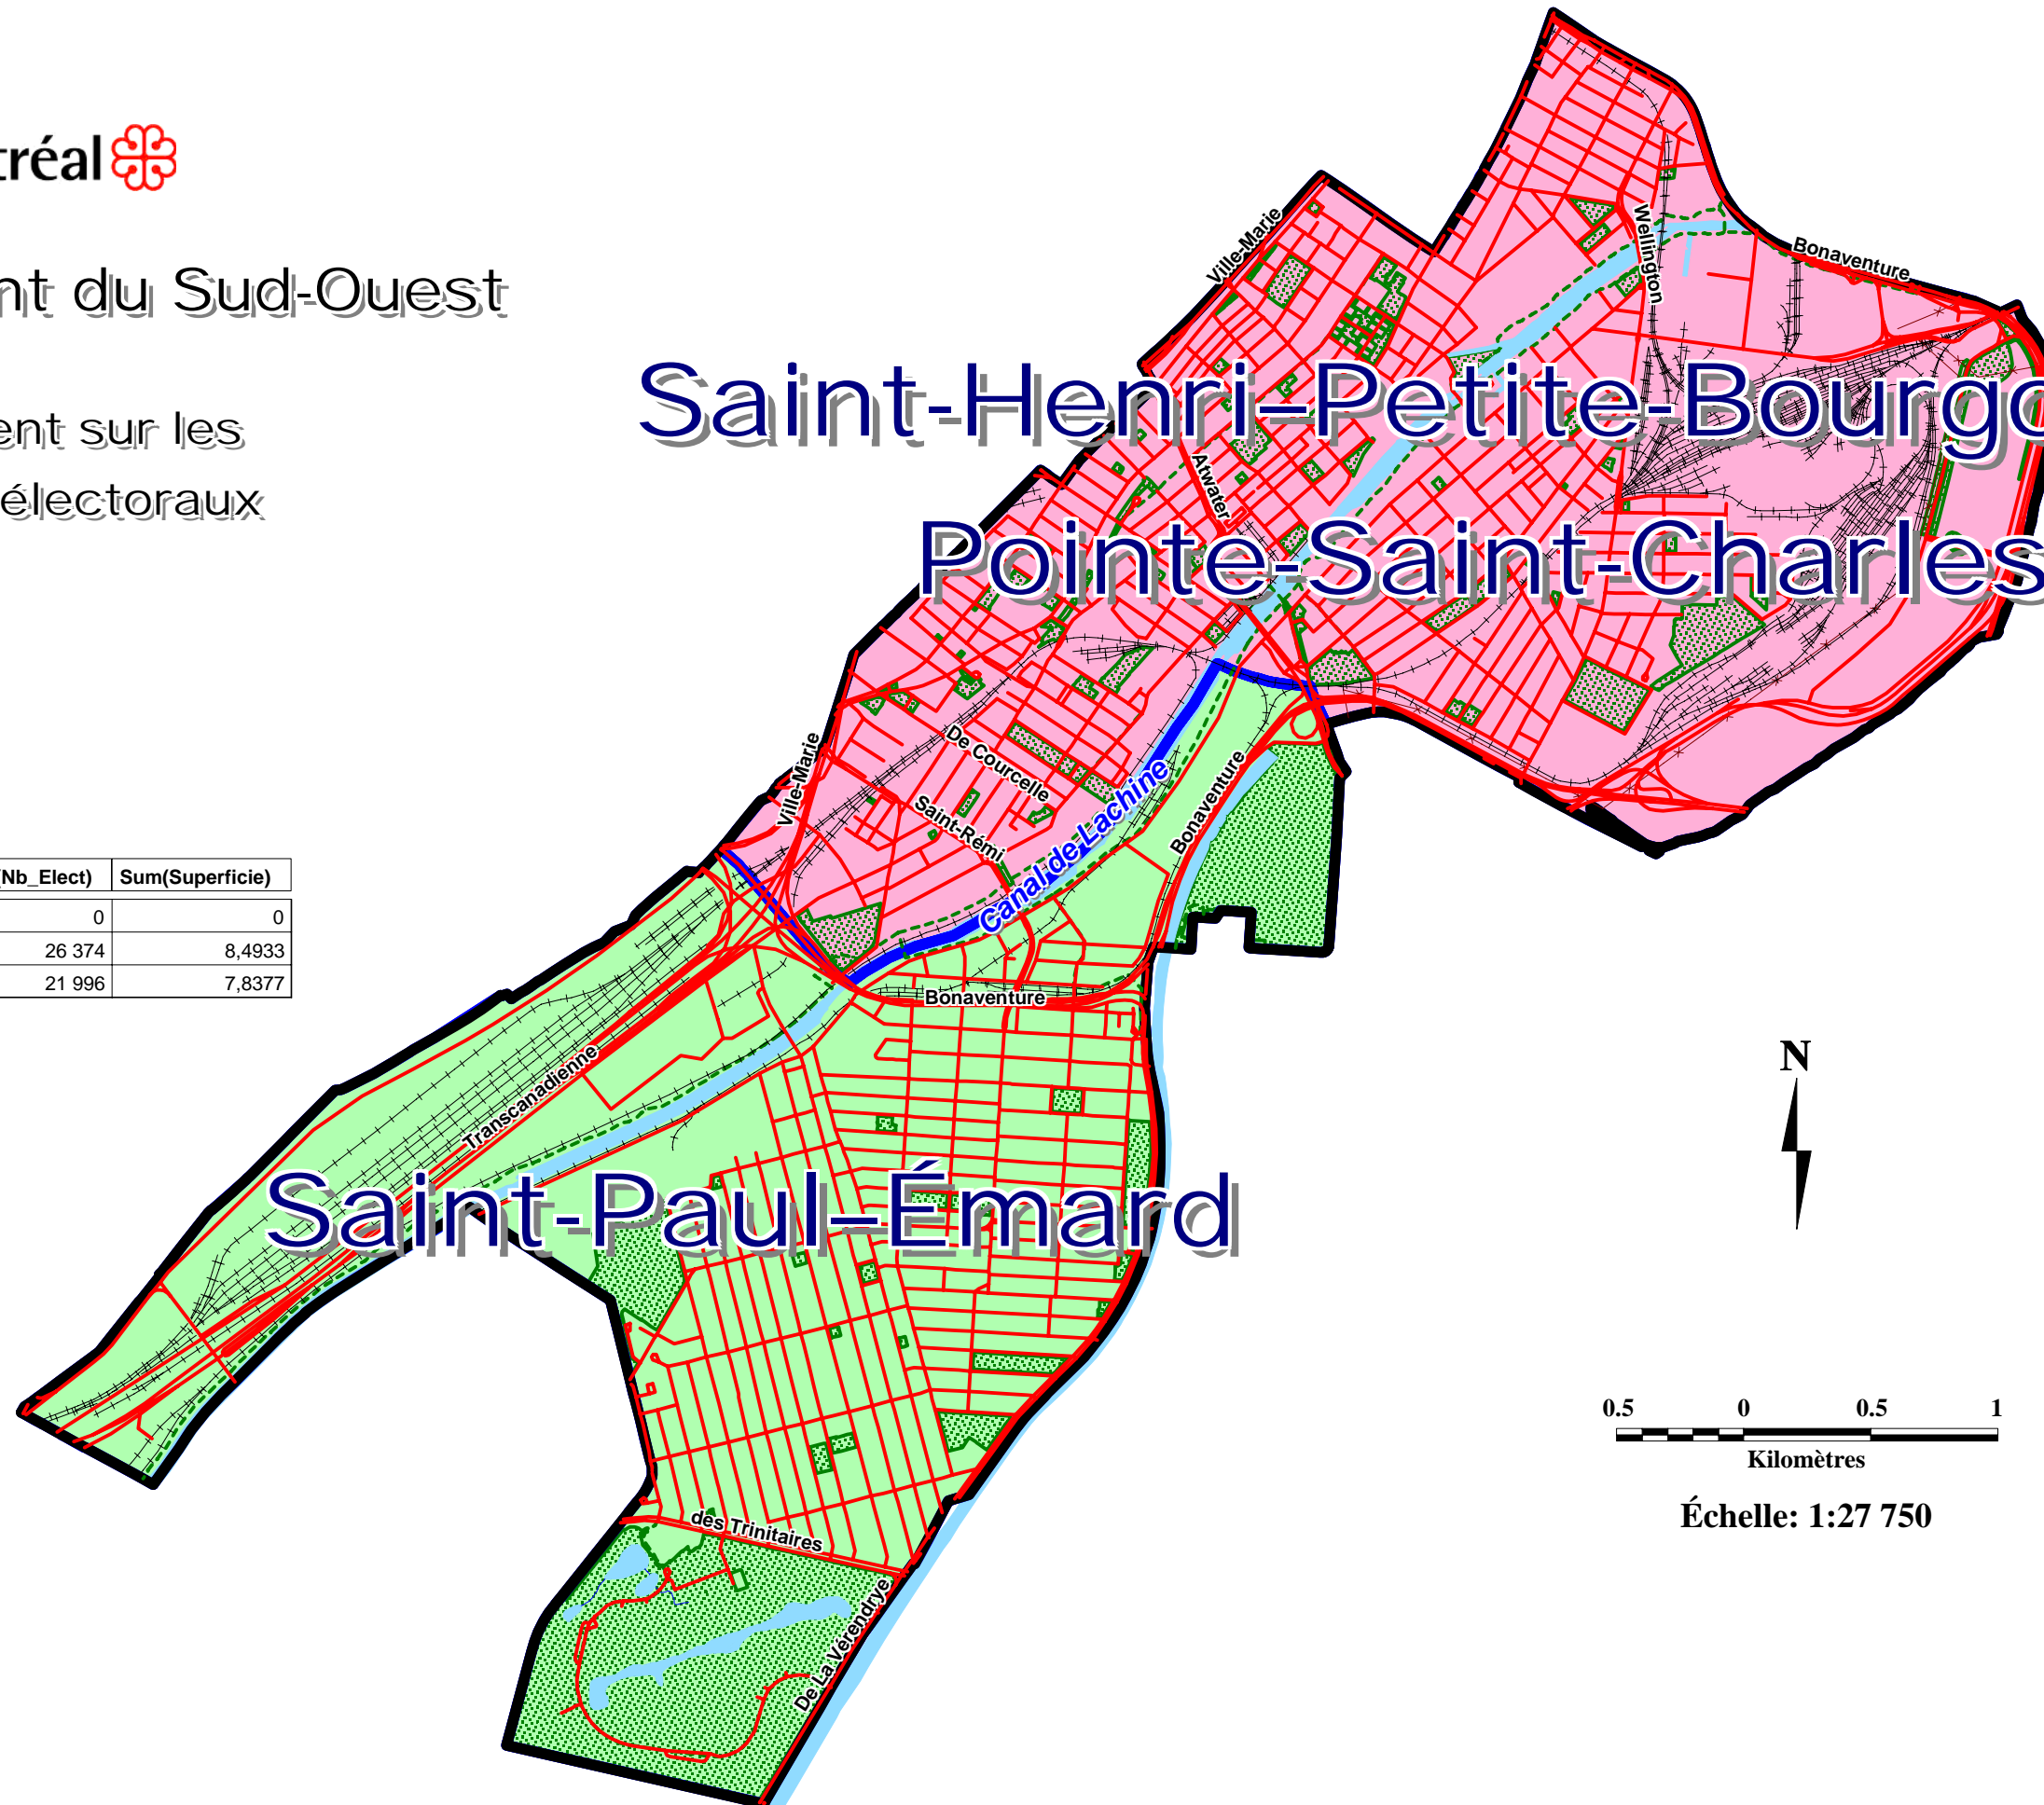 tréal
nt du Sud-Ouest
ent sur les
électoraux
Nb_Elect) Sum(Superficie)
0 0
26 374 8,4933
21 996 7,8377
Saint-Henri–Petite-Bourgo
Pointe-Saint-Charles
Saint-Paul–Émard
Ville-Marie
Wellington
Bonaventure
Atwater
Ville-Marie
De Courcelle
Saint-Rémi
Canal de Lachine
Bonaventure
Bonaventure
Transcanadienne
des Trinitaires
De La Vérendrye
N
0.5 0 0.5 1
Kilomètres
Échelle: 1:27 750